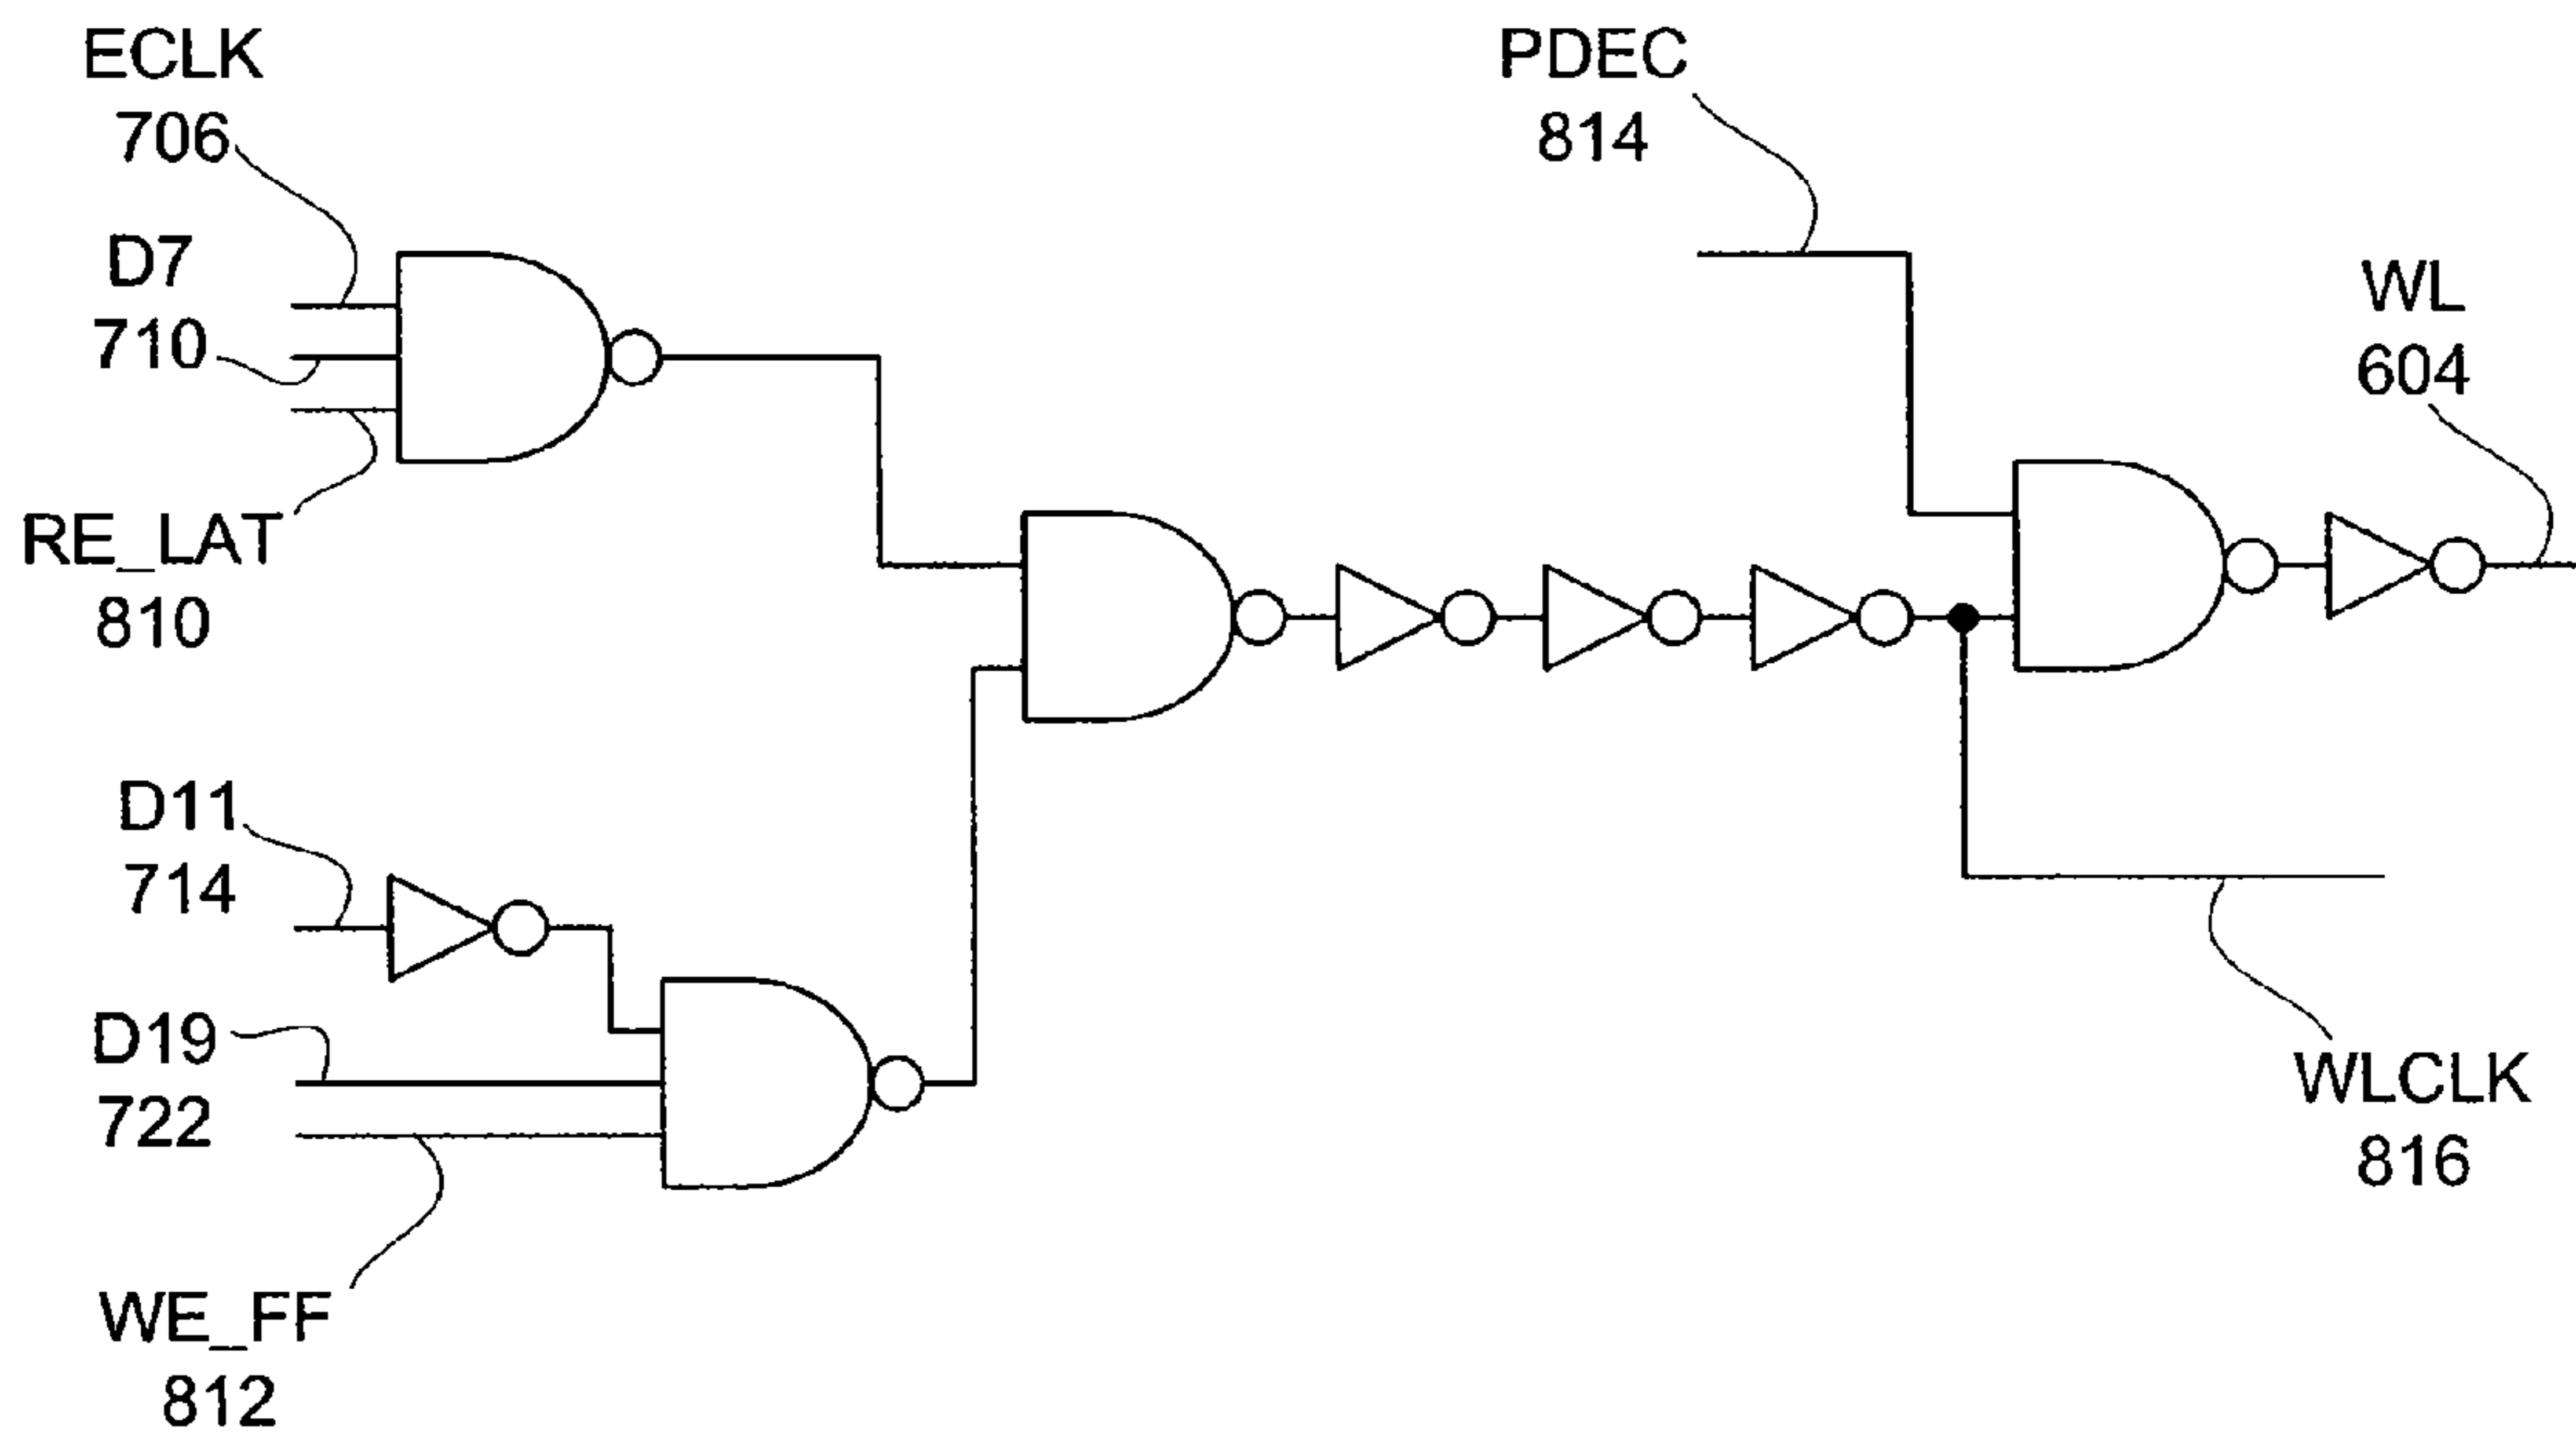 ECLK
706
D7
710
RE_LAT
810
D11
714
D19
722
WE_FF
812
PDEC
814
WL
604
WLCLK
816